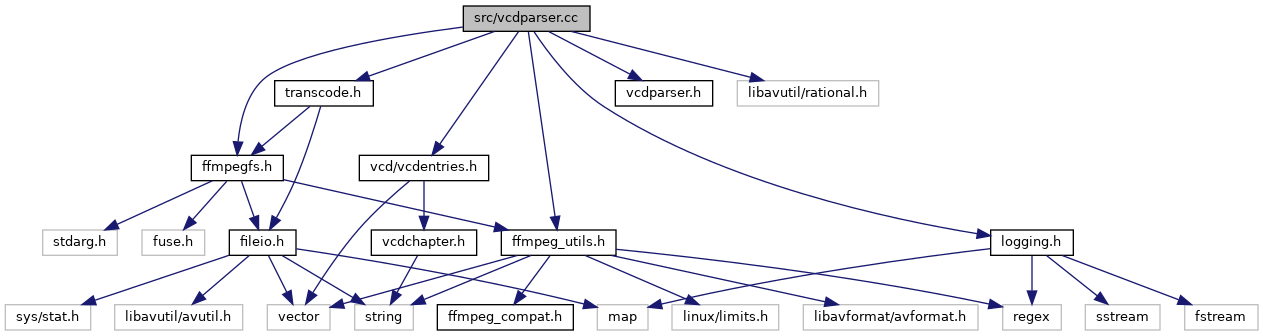 src/vcdparser.cc
transcode.h
vcdparser.h
libavutil/rational.h
ffmpegfs.h
vcd/vcdentries.h
stdarg.h
fuse.h
fileio.h
vcdchapter.h
ffmpeg_utils.h
logging.h
sys/stat.h
libavutil/avutil.h
vector
string
ffmpeg_compat.h
map
linux/limits.h
libavformat/avformat.h
regex
sstream
fstream